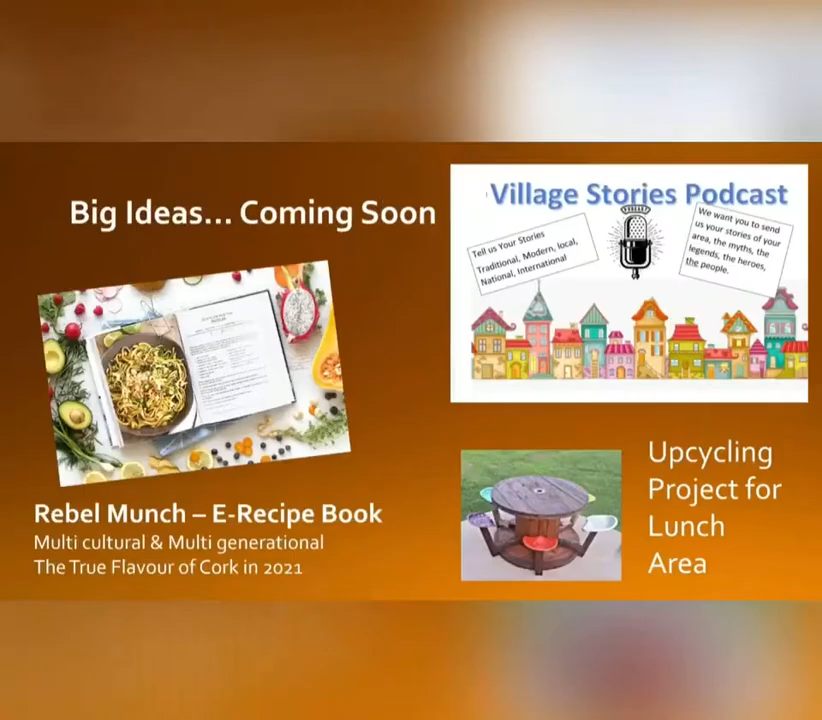 Big Ideas... Coming Soon
Village Stories Podcast
PODCAST
Tell us Your Stories
Traditional, Modern, local,
National, International
We want you to send
us your stories of your
area, the myths, the
legends, the heroes,
the people.
Rebel Munch – E-Recipe Book
Multi cultural & Multi generational
The True Flavour of Cork in 2021
Upcycling
Project for
Lunch
Area